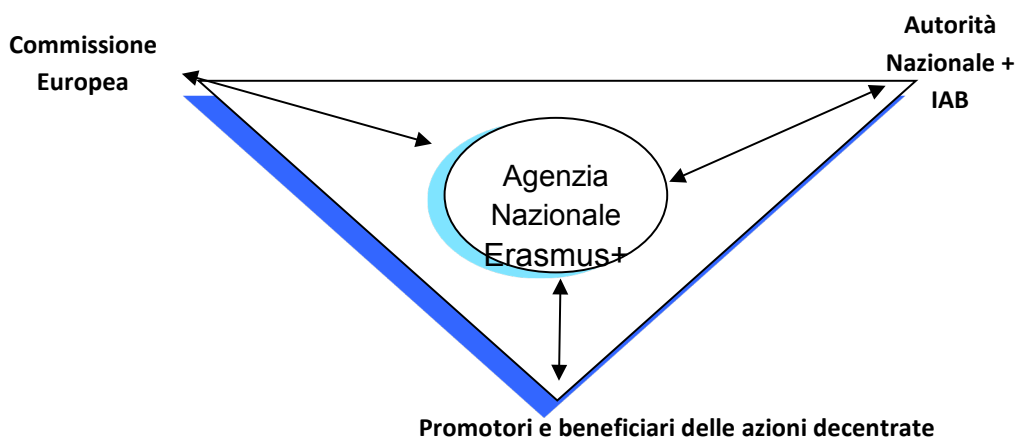 Commissione
Europea
Autorità
Nazionale +
IAB
Agenzia
Nazionale
Erasmus+
Promotori e beneficiari delle azioni decentrate